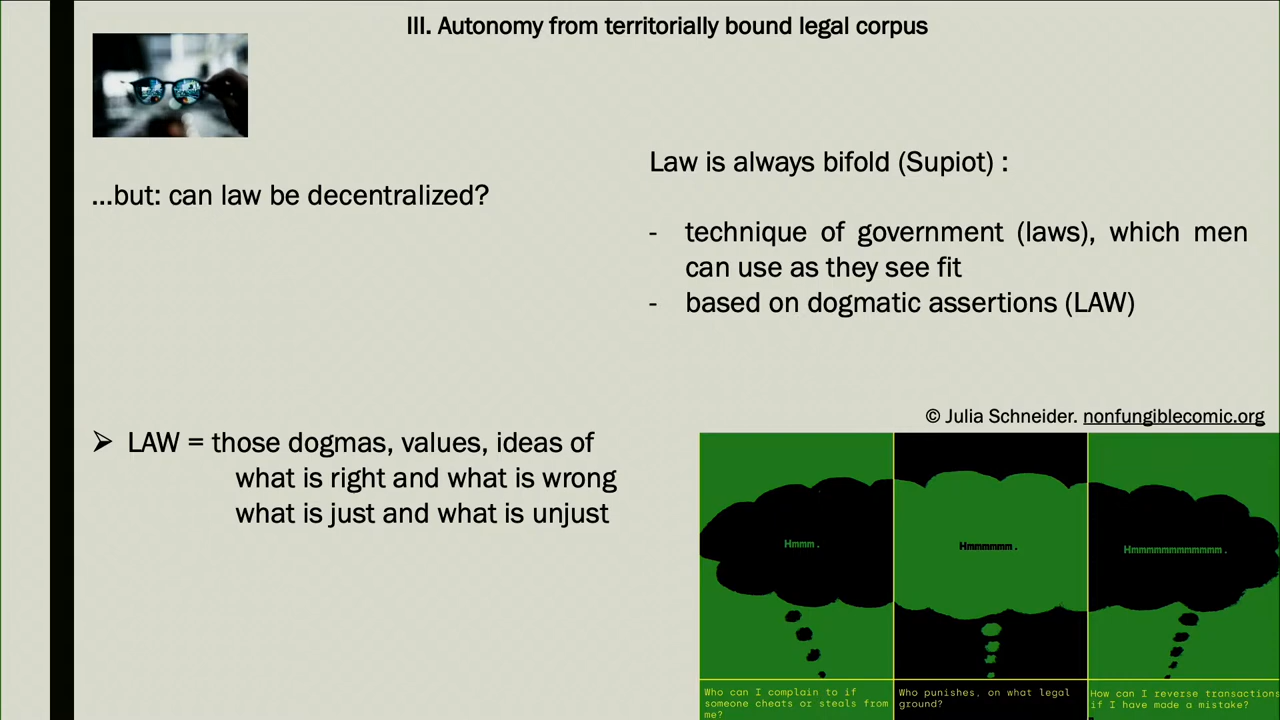 III. Autonomy from territorially bound legal corpus
...but: can law be decentralized?
Law is always bifold (Supiot) :
- technique of government (laws), which men
can use as they see fit
- based on dogmatic assertions (LAW)
➢ LAW = those dogmas, values, ideas of
what is right and what is wrong
what is just and what is unjust
© Julia Schneider. nonfungiblecomic.org
Hmmm.
Hmmmmmm.
Hmmmmmmmmmmmm.
Who can I complain to if
someone cheats or steals from
me?
Who punishes, on what legal
ground?
How can I reverse transactions
if I have made a mistake?